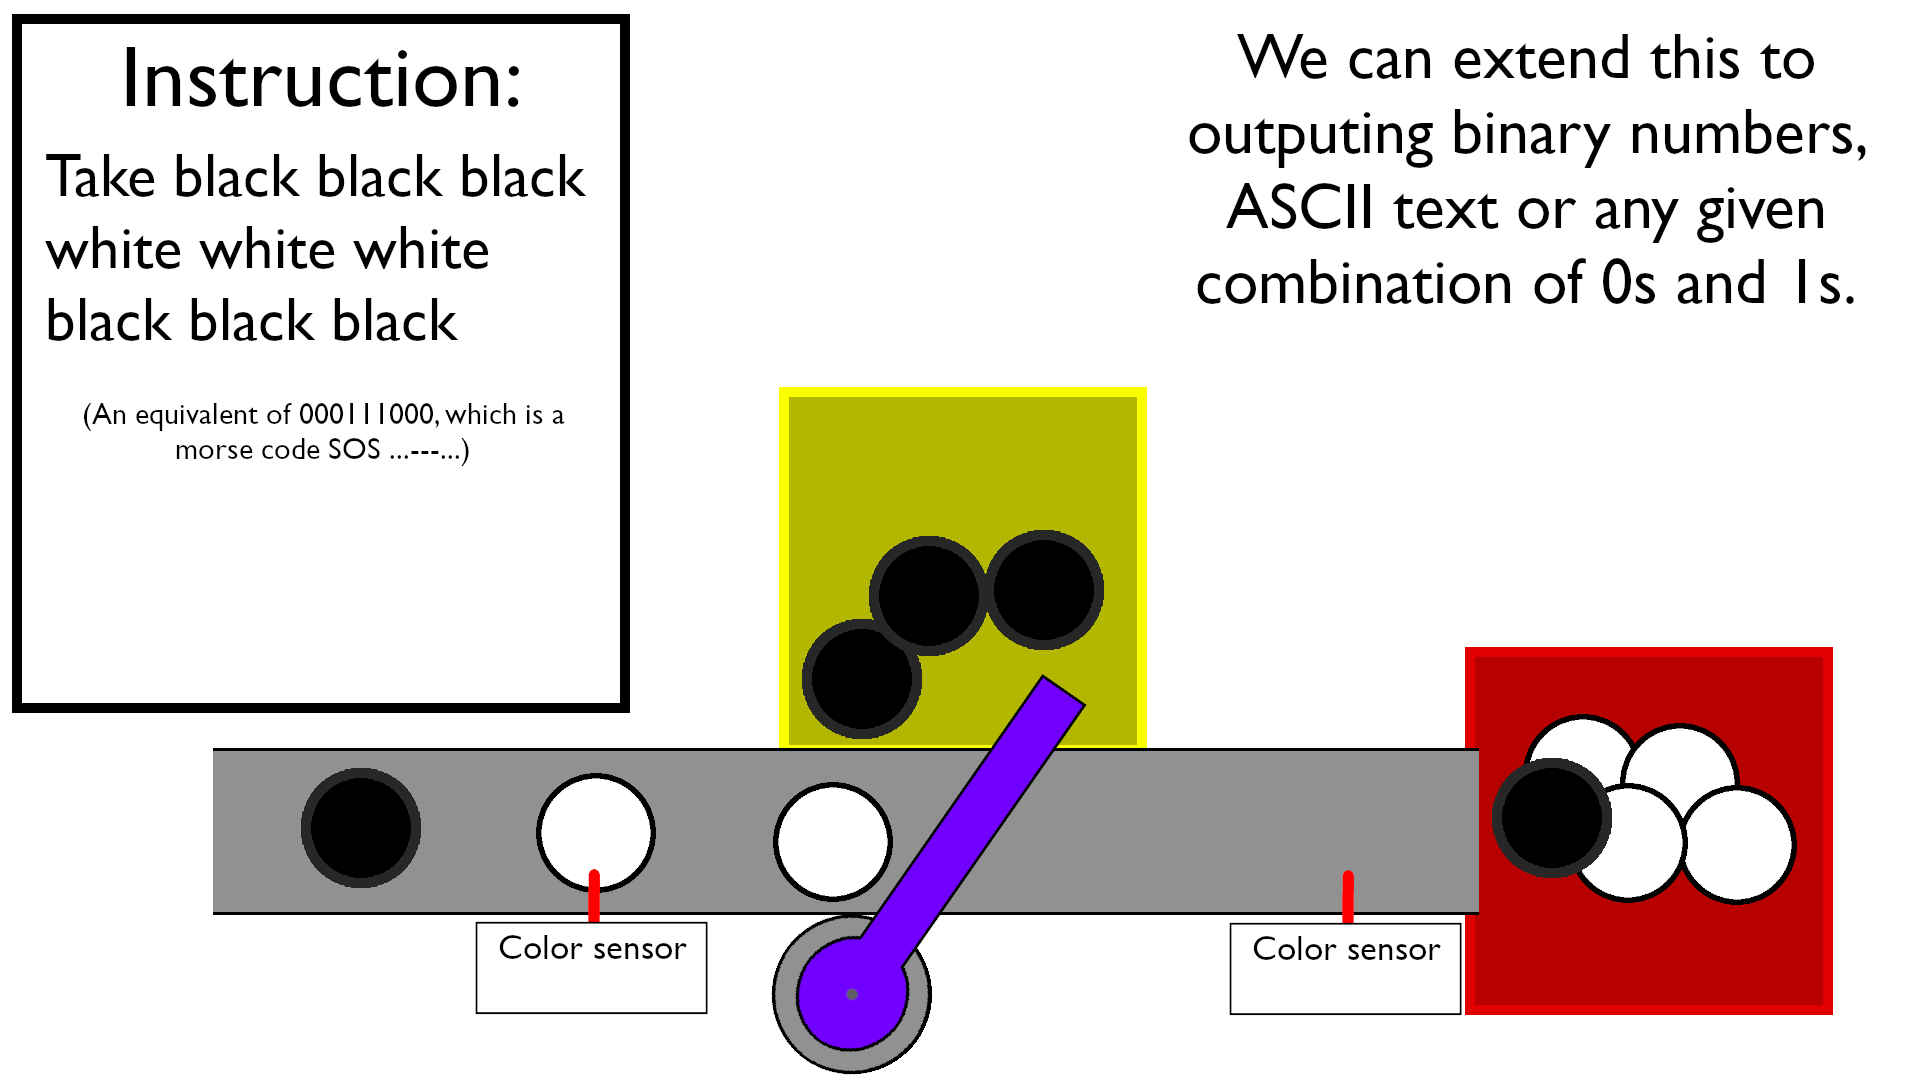 Instruction:
Take black black black
white white white
black black black
(An equivalent of 000111000, which is a
morse code SOS ...---...)
We can extend this to
outputing binary numbers,
ASCII text or any given
combination of 0s and 1s.
Color sensor
Color sensor